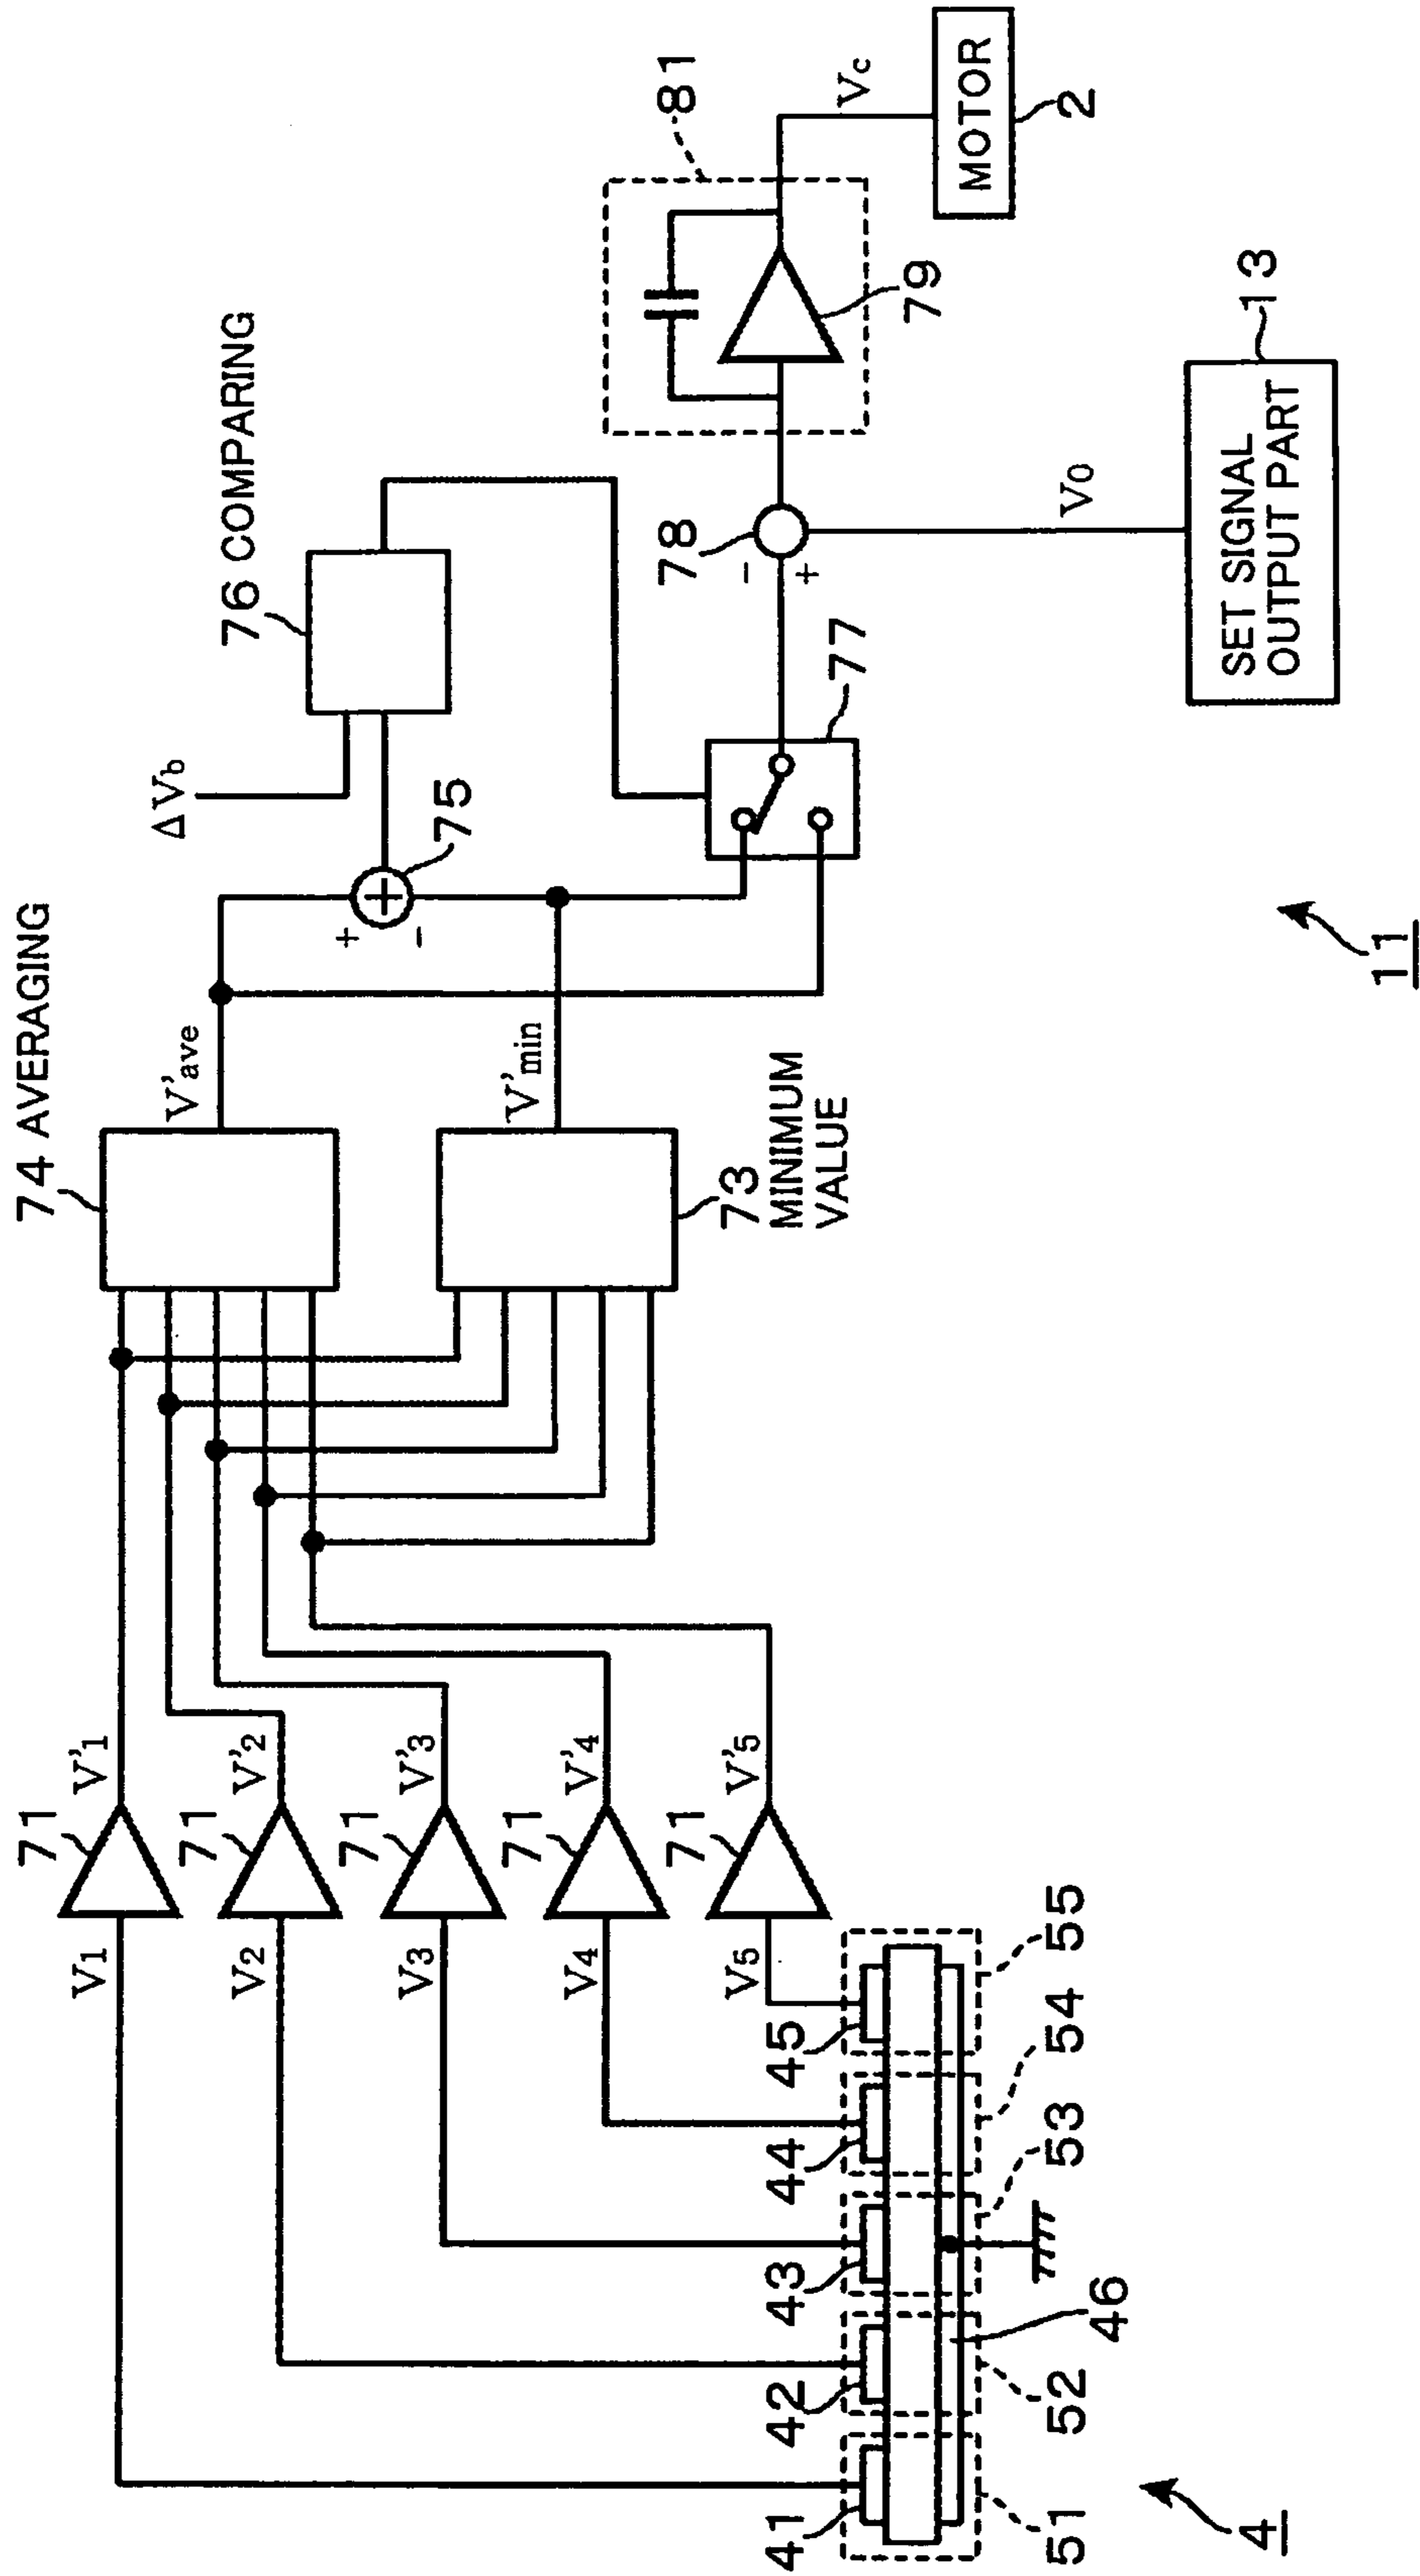 74 AVERAGING
76 COMPARING
81
71
V1
V'1
V'ave
ΔVb
75
+
-
71
V2
V'2
71
V3
V'3
V'min
71
V4
V'4
71
V5
V'5
73
MINIMUM
VALUE
77
78
-
+
79
Vc
MOTOR
2
V0
SET SIGNAL
OUTPUT PART
13
41
42
43
44
45
51
52
46
53
54
55
4
11